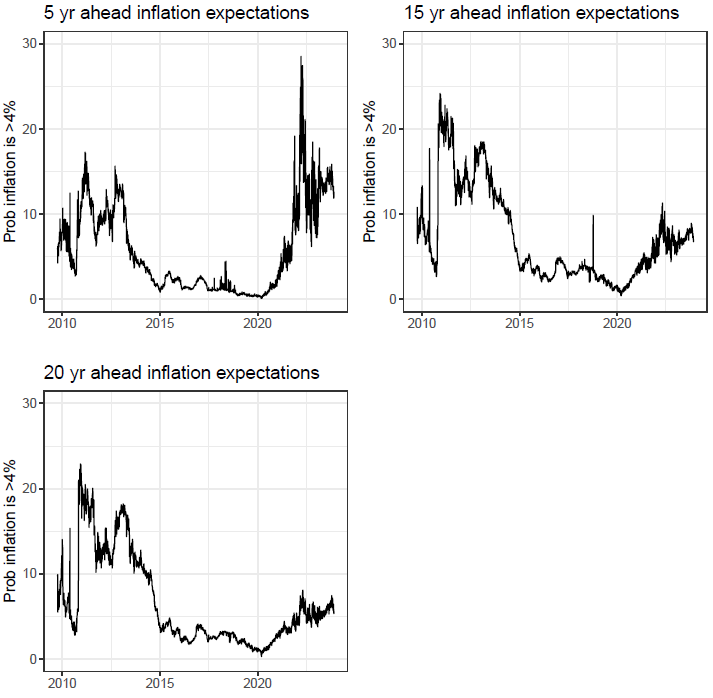 5 yr ahead inflation expectations
Prob inflation is >4%
30
20
10
0
2010 2015 2020
15 yr ahead inflation expectations
Prob inflation is >4%
30
20
10
0
2010 2015 2020
20 yr ahead inflation expectations
Prob inflation is >4%
30
20
10
0
2010 2015 2020